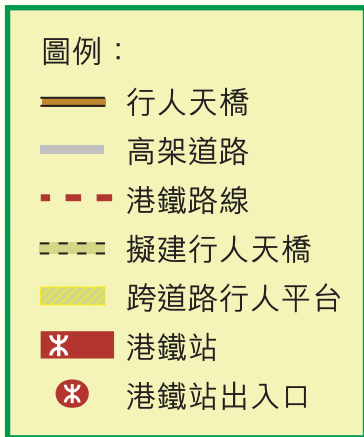 圖例：
行人天橋
高架道路
港鐵路線
擬建行人天橋
跨道路行人平台
港鐵站
港鐵站出入口